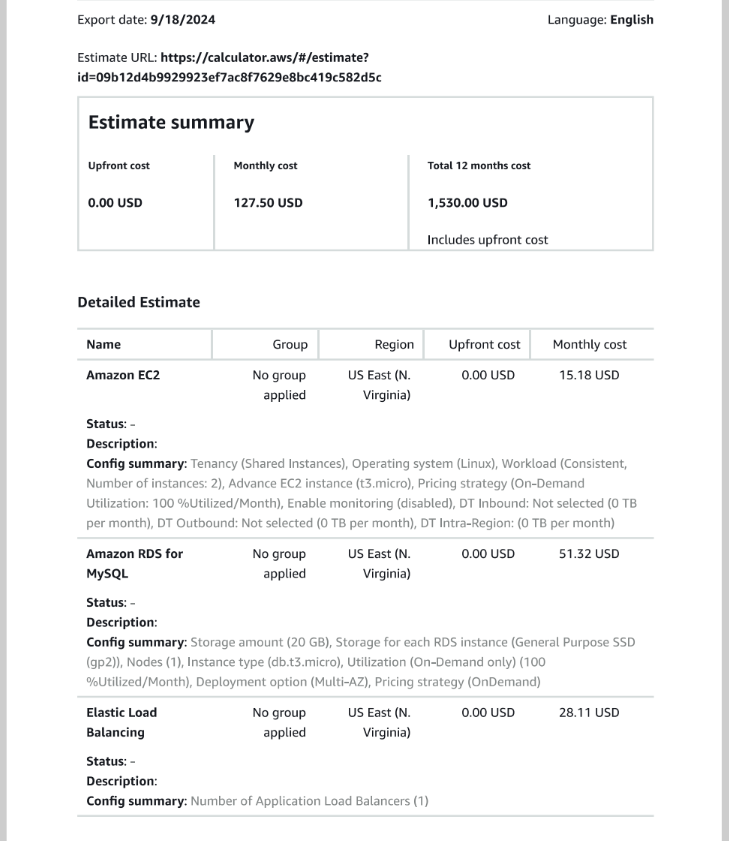 Export date: 9/18/2024 Language: English
Estimate URL: https://calculator.aws/#/estimate?
id=09b12d4b9929923ef7ac8f7629e8bc419c582d5c
Estimate summary
Upfront cost Monthly cost Total 12 months cost
0.00 USD 127.50 USD 1,530.00 USD
Includes upfront cost
Detailed Estimate
Name Group Region Upfront cost Monthly cost
Amazon EC2 No group US East (N. 0.00 USD 15.18 USD
applied Virginia)
Status: -
Description:
Config summary: Tenancy (Shared Instances), Operating system (Linux), Workload (Consistent,
Number of instances: 2), Advance EC2 instance (t3.micro), Pricing strategy (On-Demand
Utilization: 100 %Utilized/Month), Enable monitoring (disabled), DT Inbound: Not selected (0 TB
per month), DT Outbound: Not selected (0 TB per month), DT Intra-Region: (0 TB per month)
Amazon RDS for No group US East (N. 0.00 USD 51.32 USD
MySQL applied Virginia)
Status: -
Description:
Config summary: Storage amount (20 GB), Storage for each RDS instance (General Purpose SSD
(gp2)), Nodes (1), Instance type (db.t3.micro), Utilization (On-Demand only) (100
%Utilized/Month), Deployment option (Multi-AZ), Pricing strategy (OnDemand)
Elastic Load No group US East (N. 0.00 USD 28.11 USD
Balancing applied Virginia)
Status: -
Description:
Config summary: Number of Application Load Balancers (1)